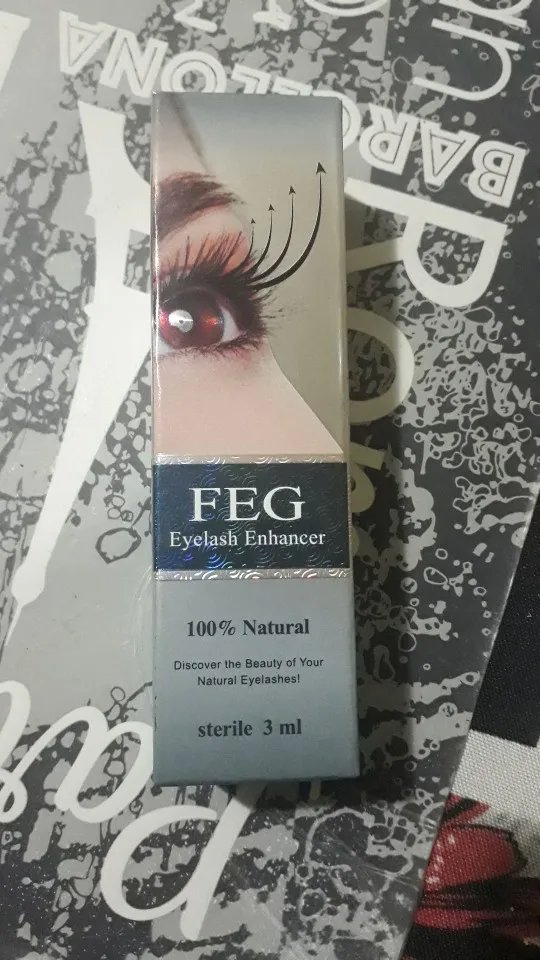 FEG
Eyelash Enhancer
100% Natural
Discover the Beauty of Your
Natural Eyelashes!
sterile 3 ml
BARCELONA